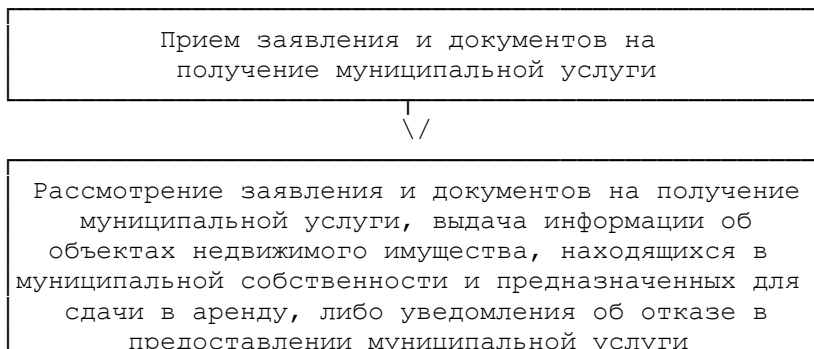 Прием заявления и документов на
получение муниципальной услуги
\/
Рассмотрение заявления и документов на получение
муниципальной услуги, выдача информации об
объектах недвижимого имущества, находящихся в
муниципальной собственности и предназначенных для
сдачи в аренду, либо уведомления об отказе в
предоставлении муниципальной услуги